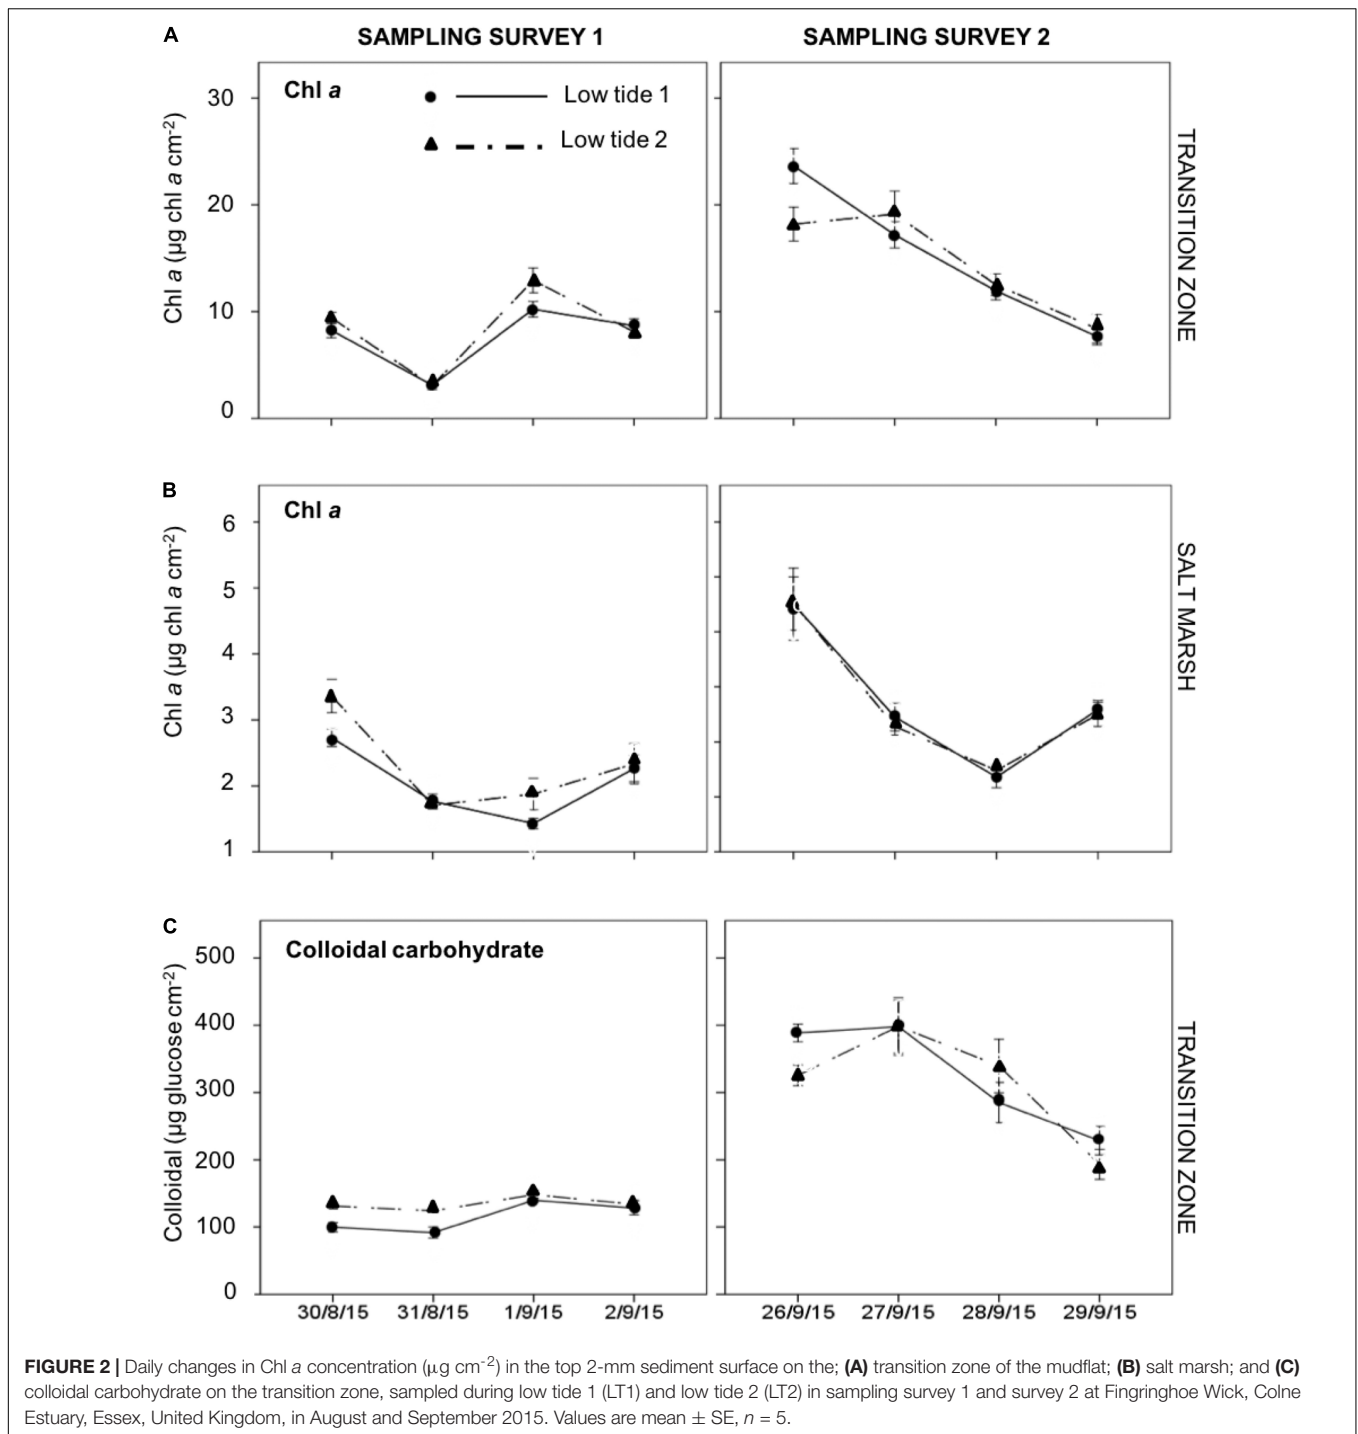 A
SAMPLING SURVEY 1
SAMPLING SURVEY 2
Chl a
Low tide 1
Low tide 2
Chl a (µg chl a cm-2)
30
20
10
0
TRANSITION ZONE
B
Chl a
Chl a (µg chl a cm-2)
6
5
4
3
2
1
SALT MARSH
C
Colloidal carbohydrate
Colloidal (µg glucose cm-2)
500
400
300
200
100
0
TRANSITION ZONE
30/8/15 31/8/15 1/9/15 2/9/15 26/9/15 27/9/15 28/9/15 29/9/15
FIGURE 2 | Daily changes in Chl a concentration (µg cm-2) in the top 2-mm sediment surface on the; (A) transition zone of the mudflat; (B) salt marsh; and (C)
colloidal carbohydrate on the transition zone, sampled during low tide 1 (LT1) and low tide 2 (LT2) in sampling survey 1 and survey 2 at Fingringhoe Wick, Colne
Estuary, Essex, United Kingdom, in August and September 2015. Values are mean ± SE, n = 5.